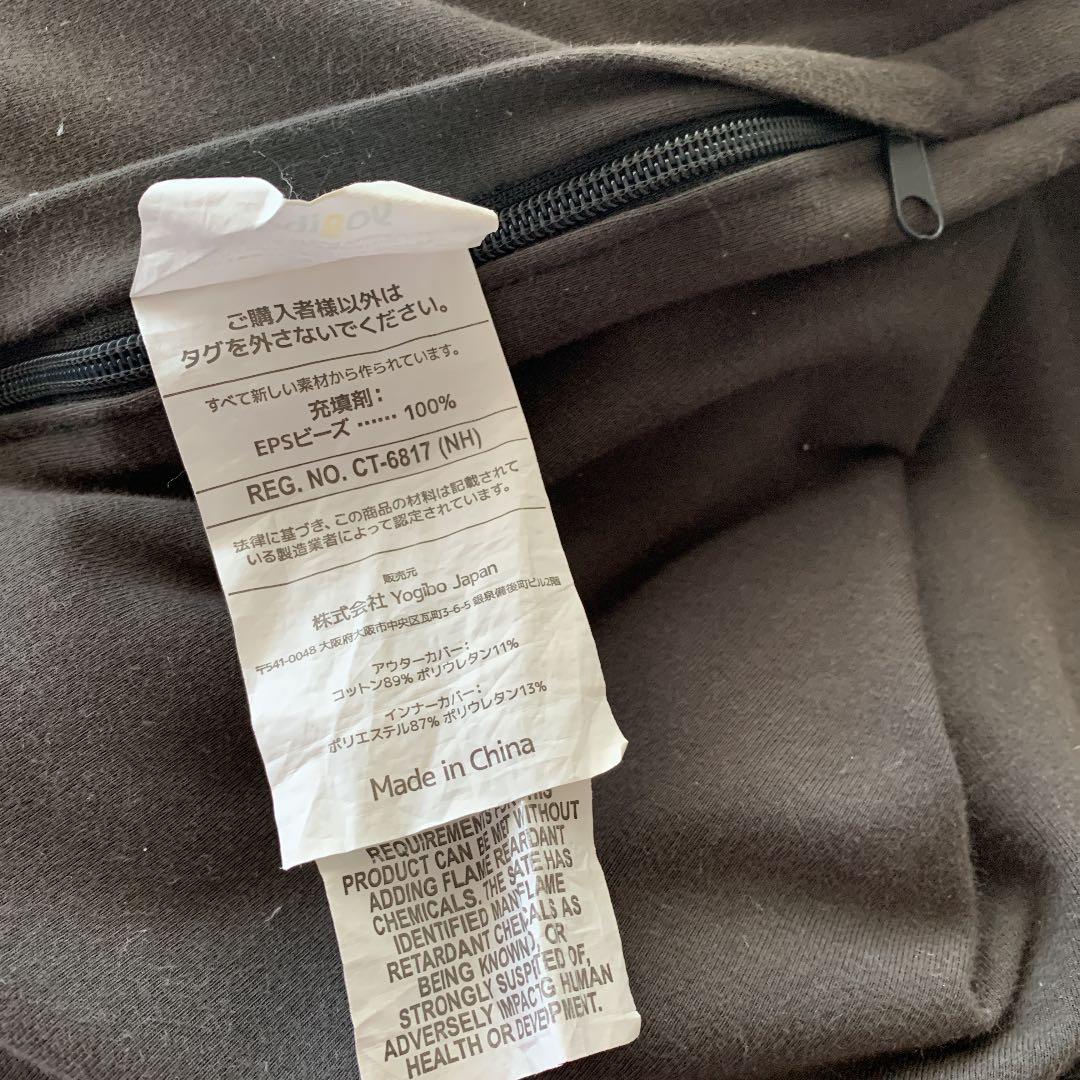 ご購入者様以外は
タグを外さないでください。
すべて新しい素材から作られています。
充填剤：
EPSビーズ …… 100%
REG. NO. CT-6817 (NH)
法律に基づき、この商品の材料は記載されて
いる製造業者によって認定されています。
販売元
株式会社 Yogibo Japan
〒541-0048 大阪府大阪市中央区瓦町3-6-5 銀泉備後町ビル2階
アウターカバー：
コットン89% ポリウレタン11%
インナーカバー：
ポリエステル87% ポリウレタン13%
Made in China
PRODUCT CAN BE MET WITHOUT
ADDING FLAME
CHEMICALS, THE HAS
IDENTIFIED FLAME
RETARDANT AS
BEING OR
STRONGLY OF,
ADVERSELY HUMAN
HEALTH OR